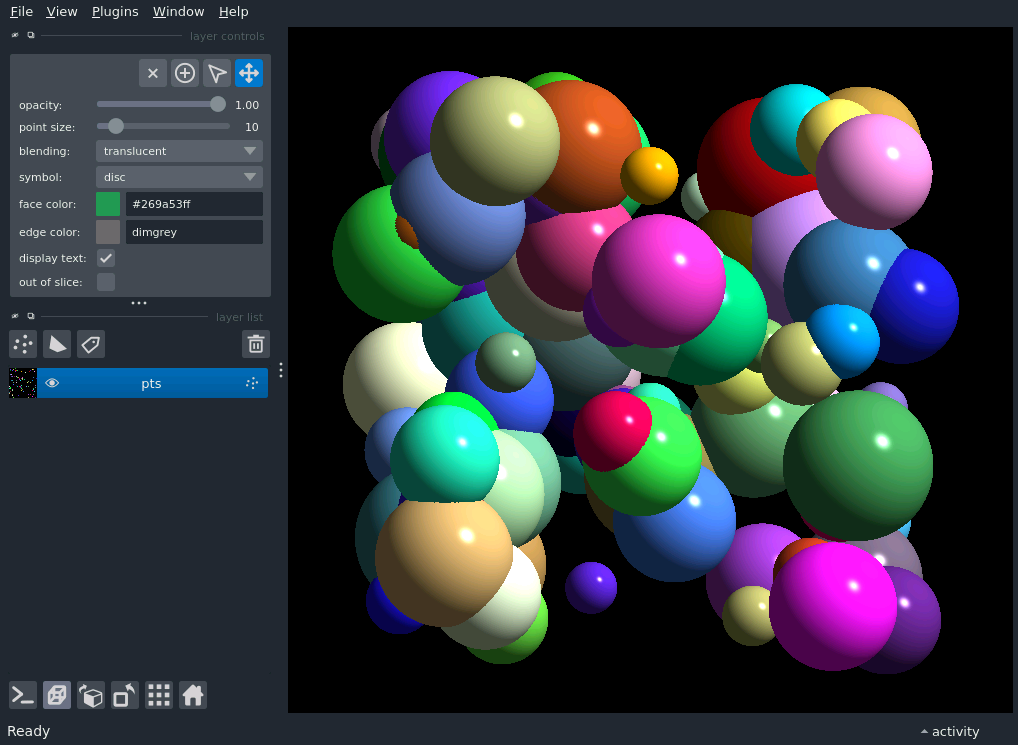 File View Plugins Window Help
layer controls
opacity: 1.00
point size: 10
blending: translucent
symbol: disc
face color: #269a53ff
edge color: dimgrey
display text:
out of slice:
layer list
pts
Ready activity